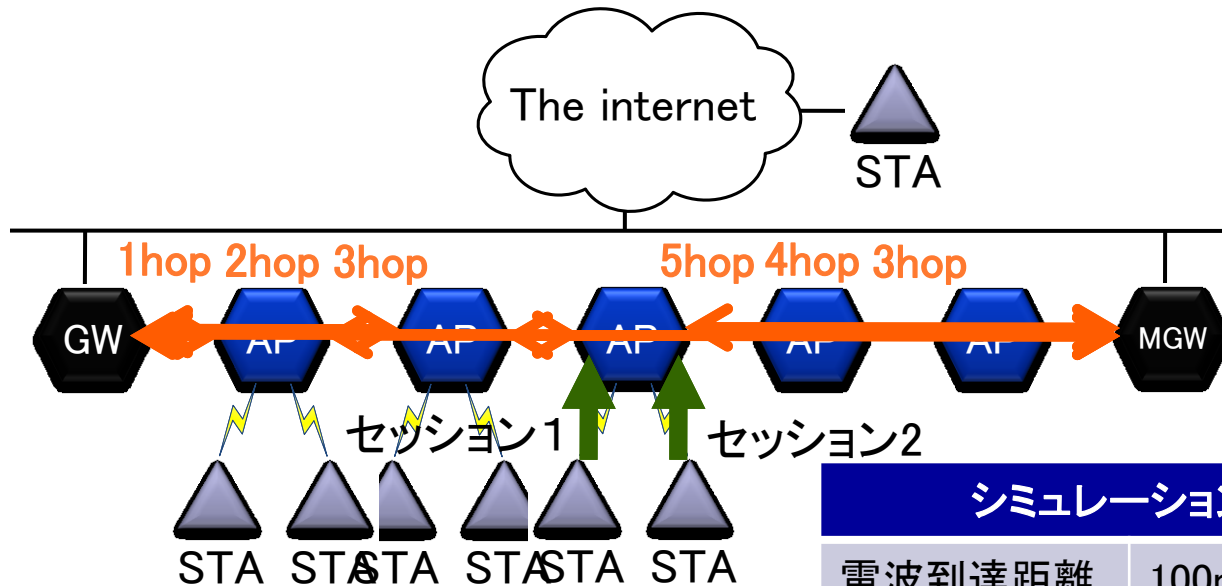 The internet
STA
1hop 2hop 3hop 5hop 4hop 3hop
GW AP AP AP AP AP MGW
セッション1 セッション2
STA STA STA STA STA STA
シミュレーション
電波到達距離 100m